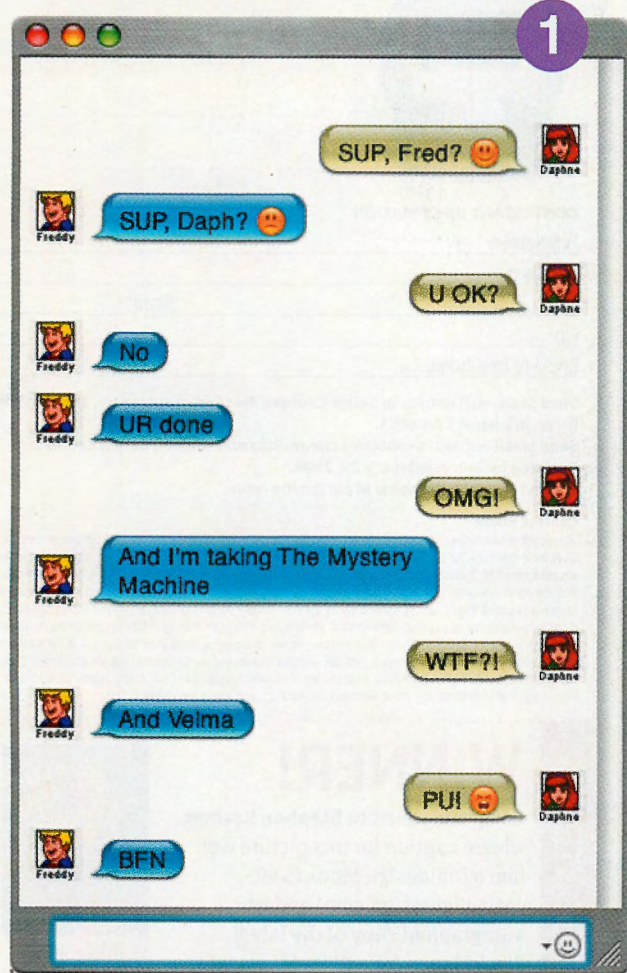 1
SUP, Fred?
Daphne
SUP, Daph?
Freddy
U OK?
Daphne
No
Freddy
UR done
Freddy
OMG!
Daphne
And I'm taking The Mystery
Machine
Freddy
WTF?!
Daphne
And Velma
Freddy
PU!
Daphne
BFN
Freddy